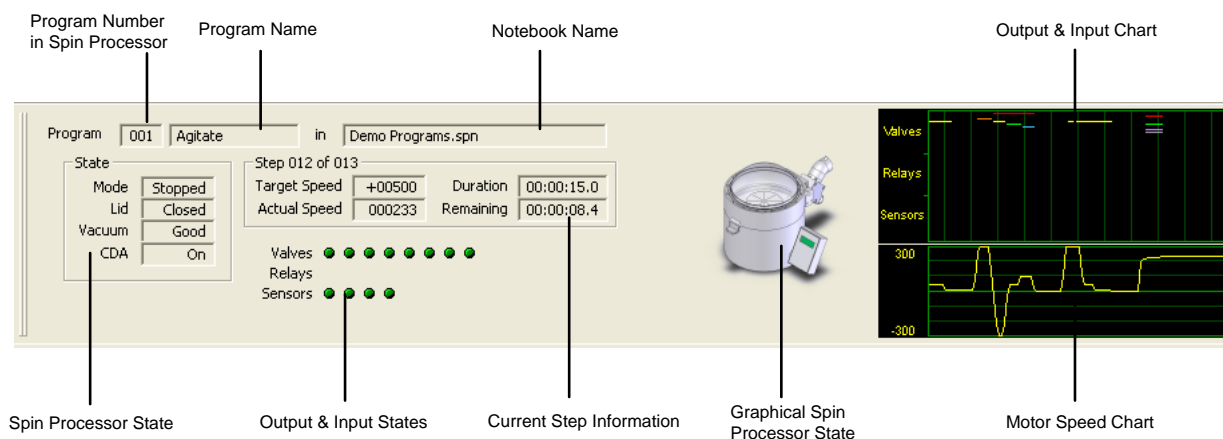 Program Number
in Spin Processor
Program Name
Notebook Name
Output & Input Chart
Program 001 Agitate in Demo Programs.spn
State
Mode Stopped
Lid Closed
Vacuum Good
CDA On
Step 012 of 013
Target Speed +00500 Duration 00:00:15.0
Actual Speed 000233 Remaining 00:00:08.4
Valves
Relays
Sensors
Valves
Relays
Sensors
300
-300
Spin Processor State
Output & Input States
Current Step Information
Graphical Spin
Processor State
Motor Speed Chart